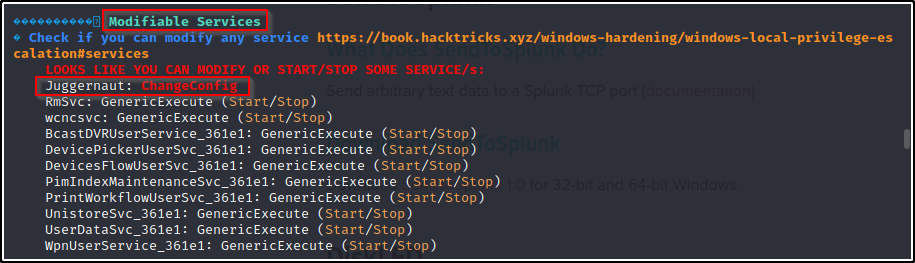 ������������⍰ Modifiable Services
� Check if you can modify any service https://book.hacktricks.xyz/windows-hardening/windows-local-privilege-es
calation#services
LOOKS LIKE YOU CAN MODIFY OR START/STOP SOME SERVICE/s:
Juggernaut: ChangeConfig
RmSvc: GenericExecute (Start/Stop)
wcncsvc: GenericExecute (Start/Stop)
BcastDVRUserService_361e1: GenericExecute (Start/Stop)
DevicePickerUserSvc_361e1: GenericExecute (Start/Stop)
DevicesFlowUserSvc_361e1: GenericExecute (Start/Stop)
PimIndexMaintenanceSvc_361e1: GenericExecute (Start/Stop)
PrintWorkflowUserSvc_361e1: GenericExecute (Start/Stop)
UnistoreSvc_361e1: GenericExecute (Start/Stop)
UserDataSvc_361e1: GenericExecute (Start/Stop)
WpnUserService_361e1: GenericExecute (Start/Stop)
What Does SendToSplunk Do?
Send arbitrary text data to a Splunk TCP port (documentation).
ToSplunk
1.0 for 32-bit and 64-bit Windows.